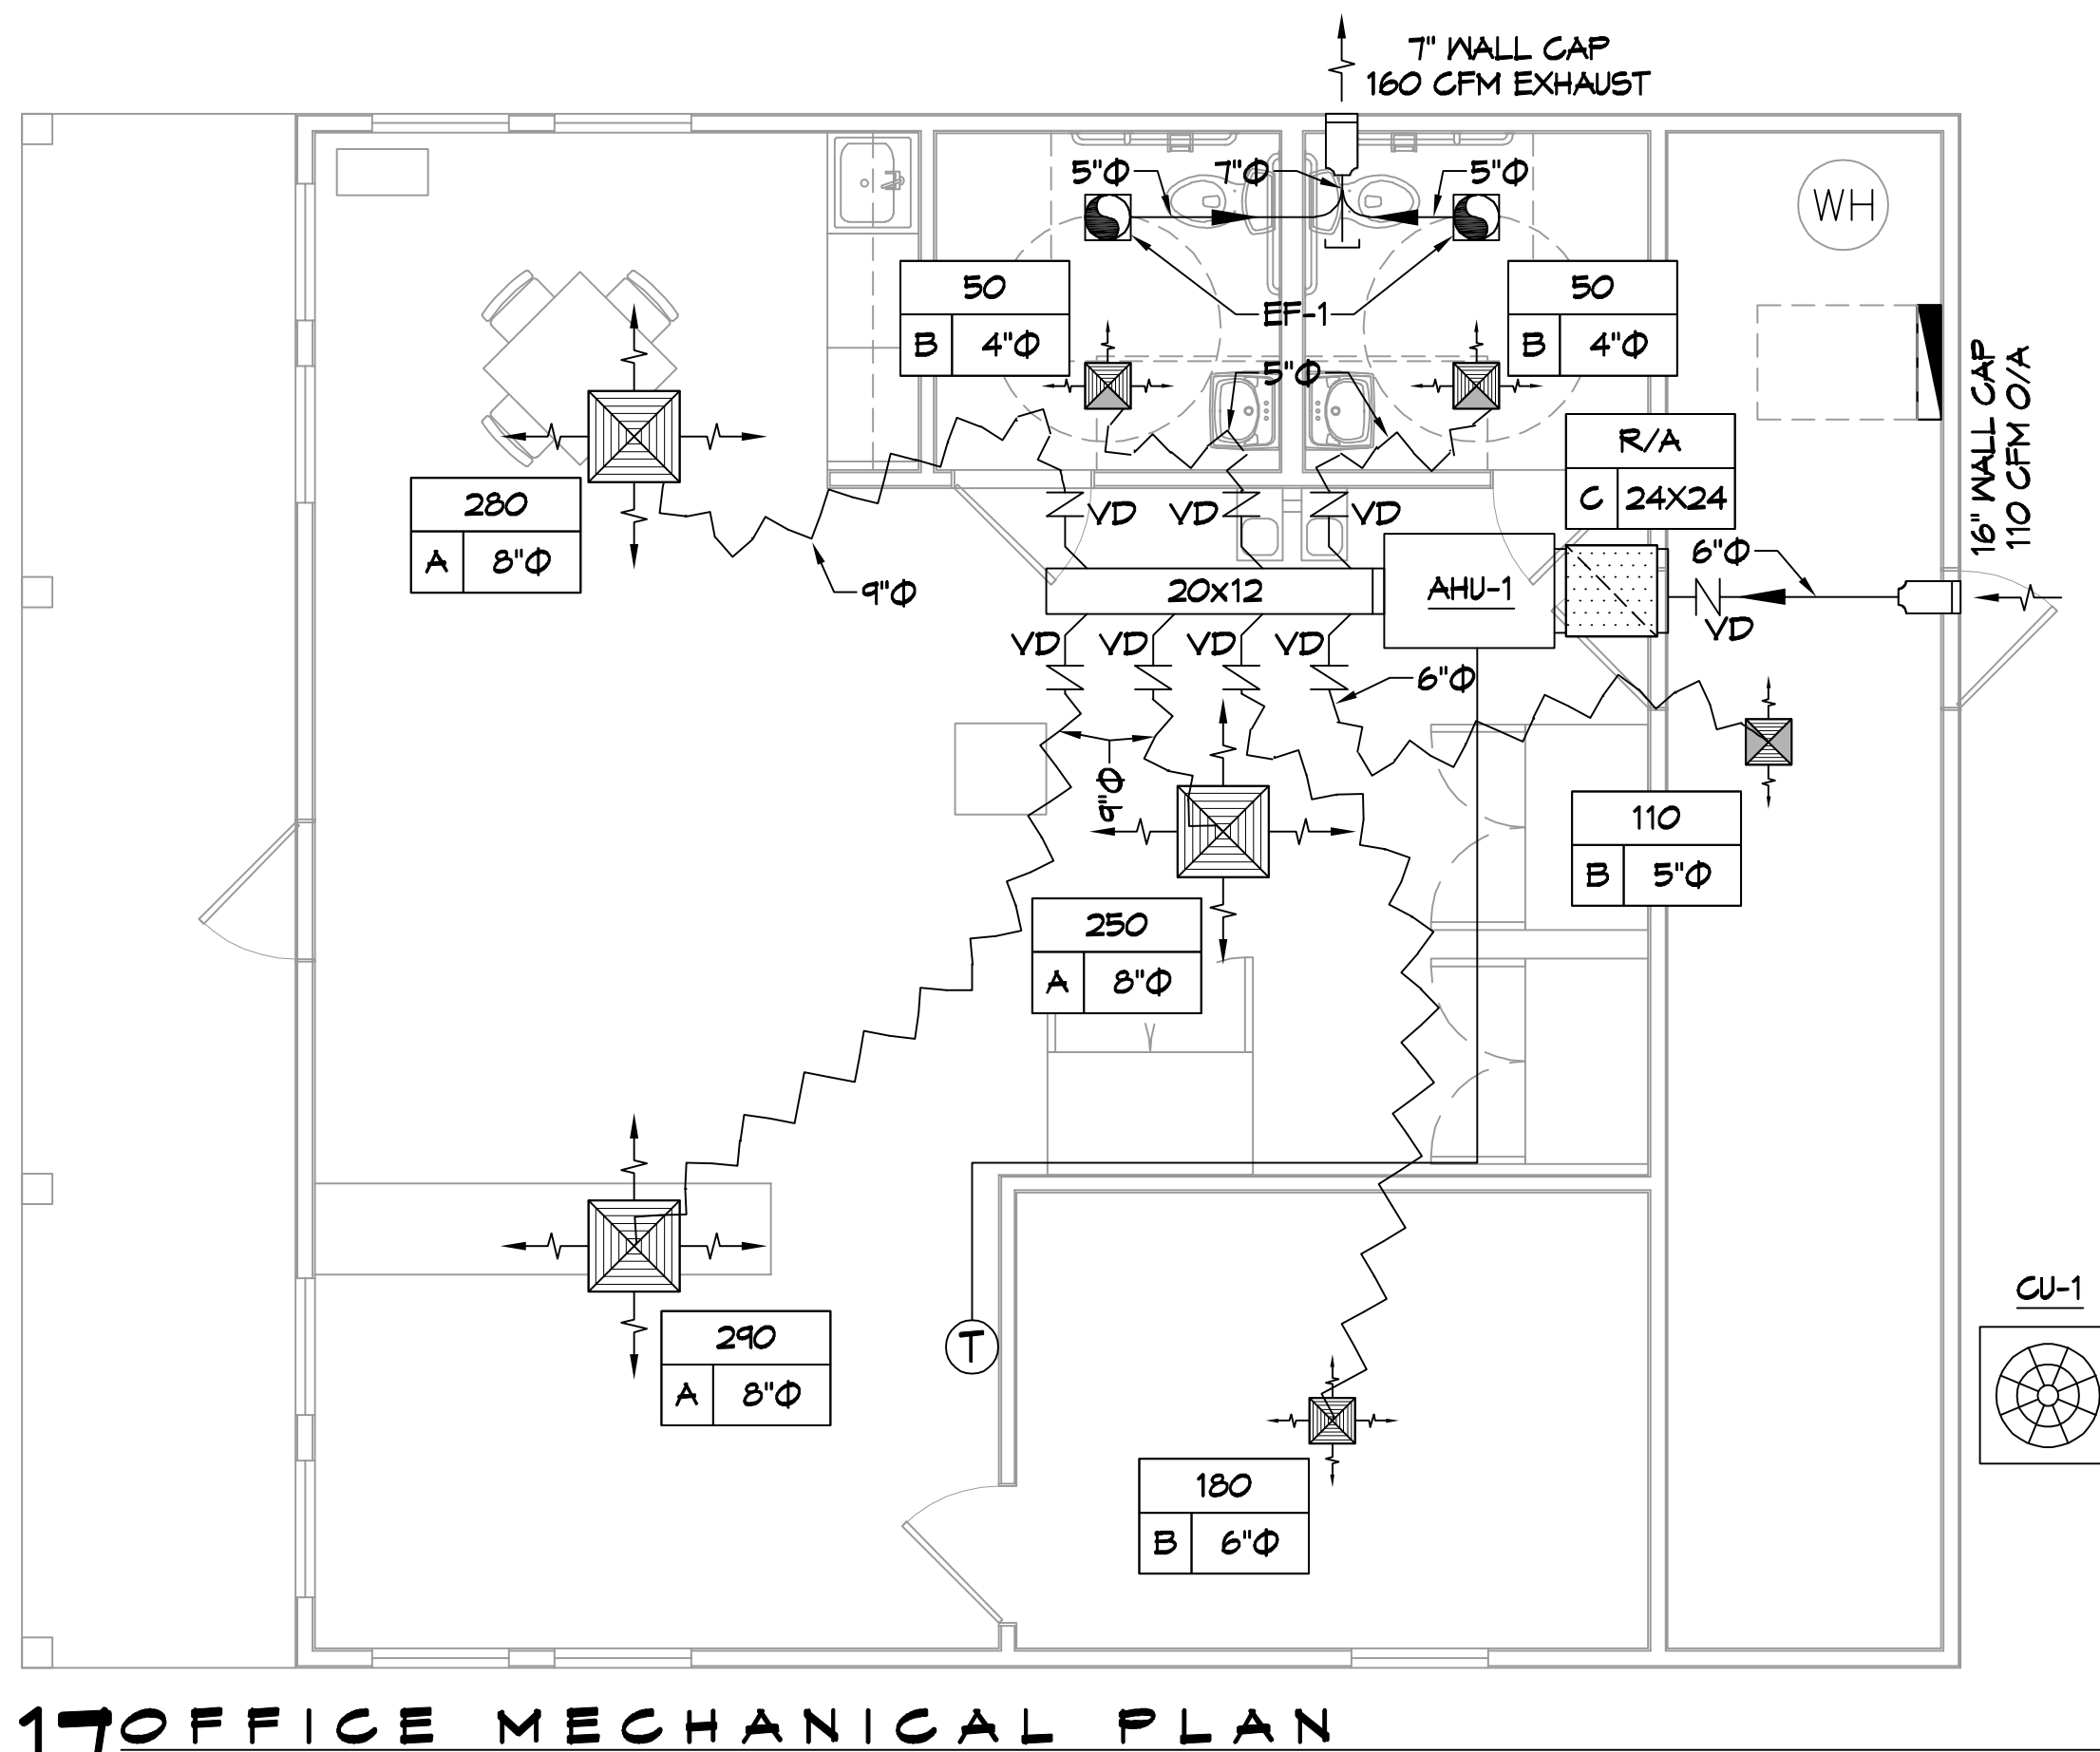 7" WALL CAP
160 CFM EXHAUST
5"Φ
7"Φ
5"Φ
WH
50
B 4"Φ
EF-1
50
B 4"Φ
5"Φ
16" WALL CAP
110 CFM O/A
R/A
C 24X24
280
A 8"Φ
VD
VD
VD
6"Φ
9"Φ
20x12
AHU-1
VD
VD
VD
VD
VD
6"Φ
9"Φ
110
B 5"Φ
250
A 8"Φ
290
A 8"Φ
T
CU-1
180
B 6"Φ
17 OFFICE MECHANICAL PLAN